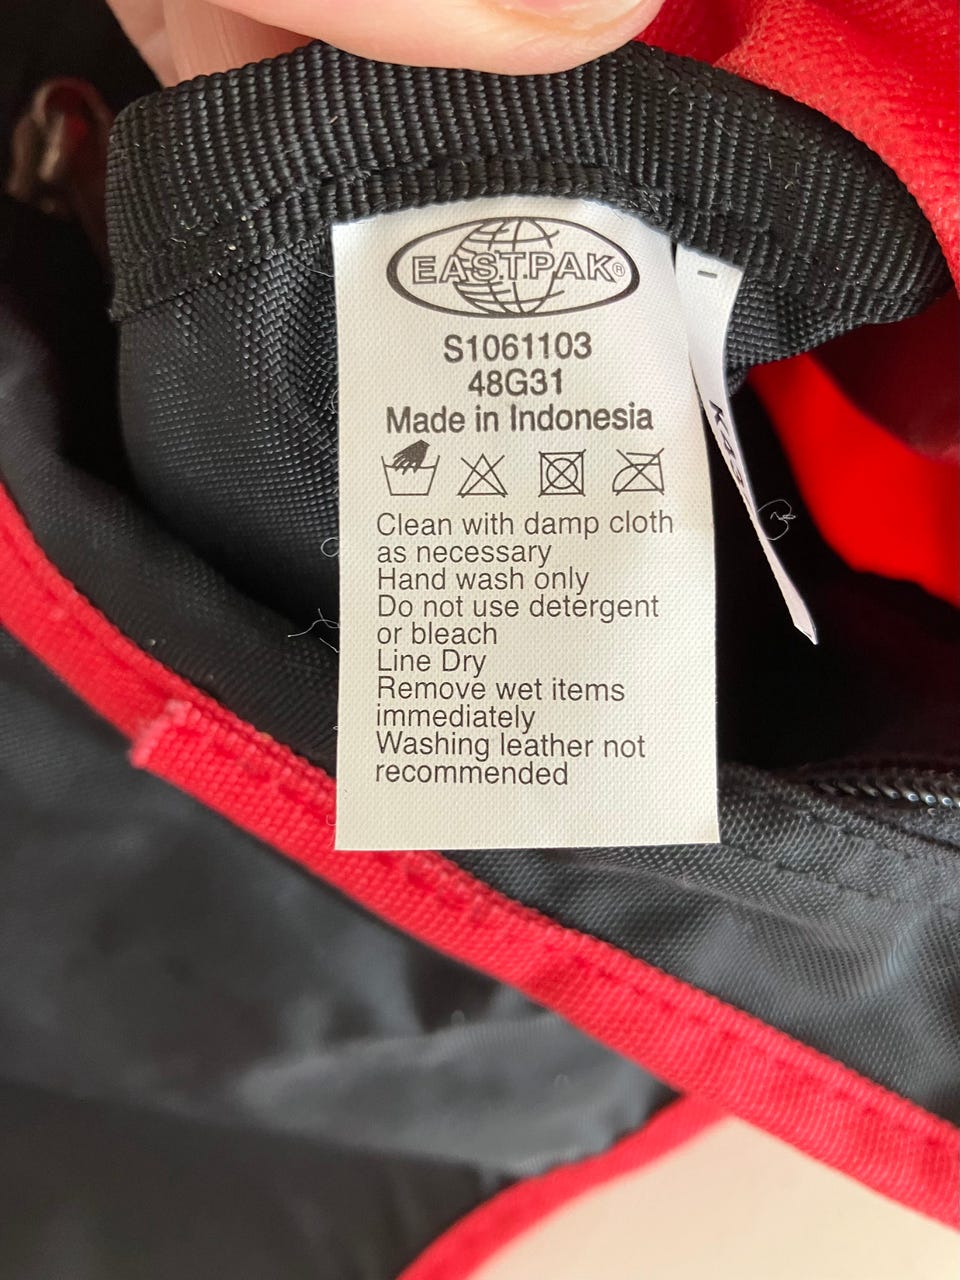 EASTPAK®
S1061103
48G31
Made in Indonesia
Clean with damp cloth
as necessary
Hand wash only
Do not use detergent
or bleach
Line Dry
Remove wet items
immediately
Washing leather not
recommended